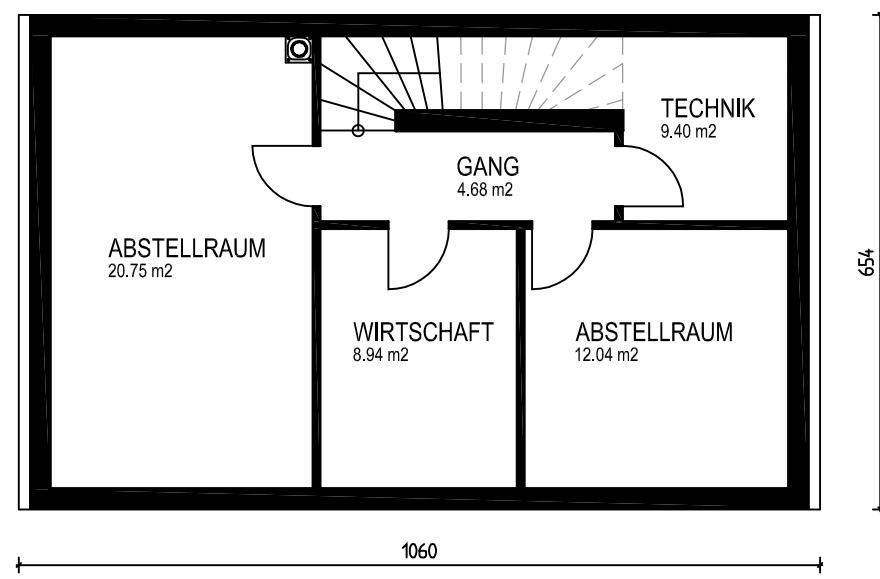 TECHNIK
9.40 m2
GANG
4.68 m2
ABSTELLRAUM
20.75 m2
WIRTSCHAFT
8.94 m2
ABSTELLRAUM
12.04 m2
654
1060